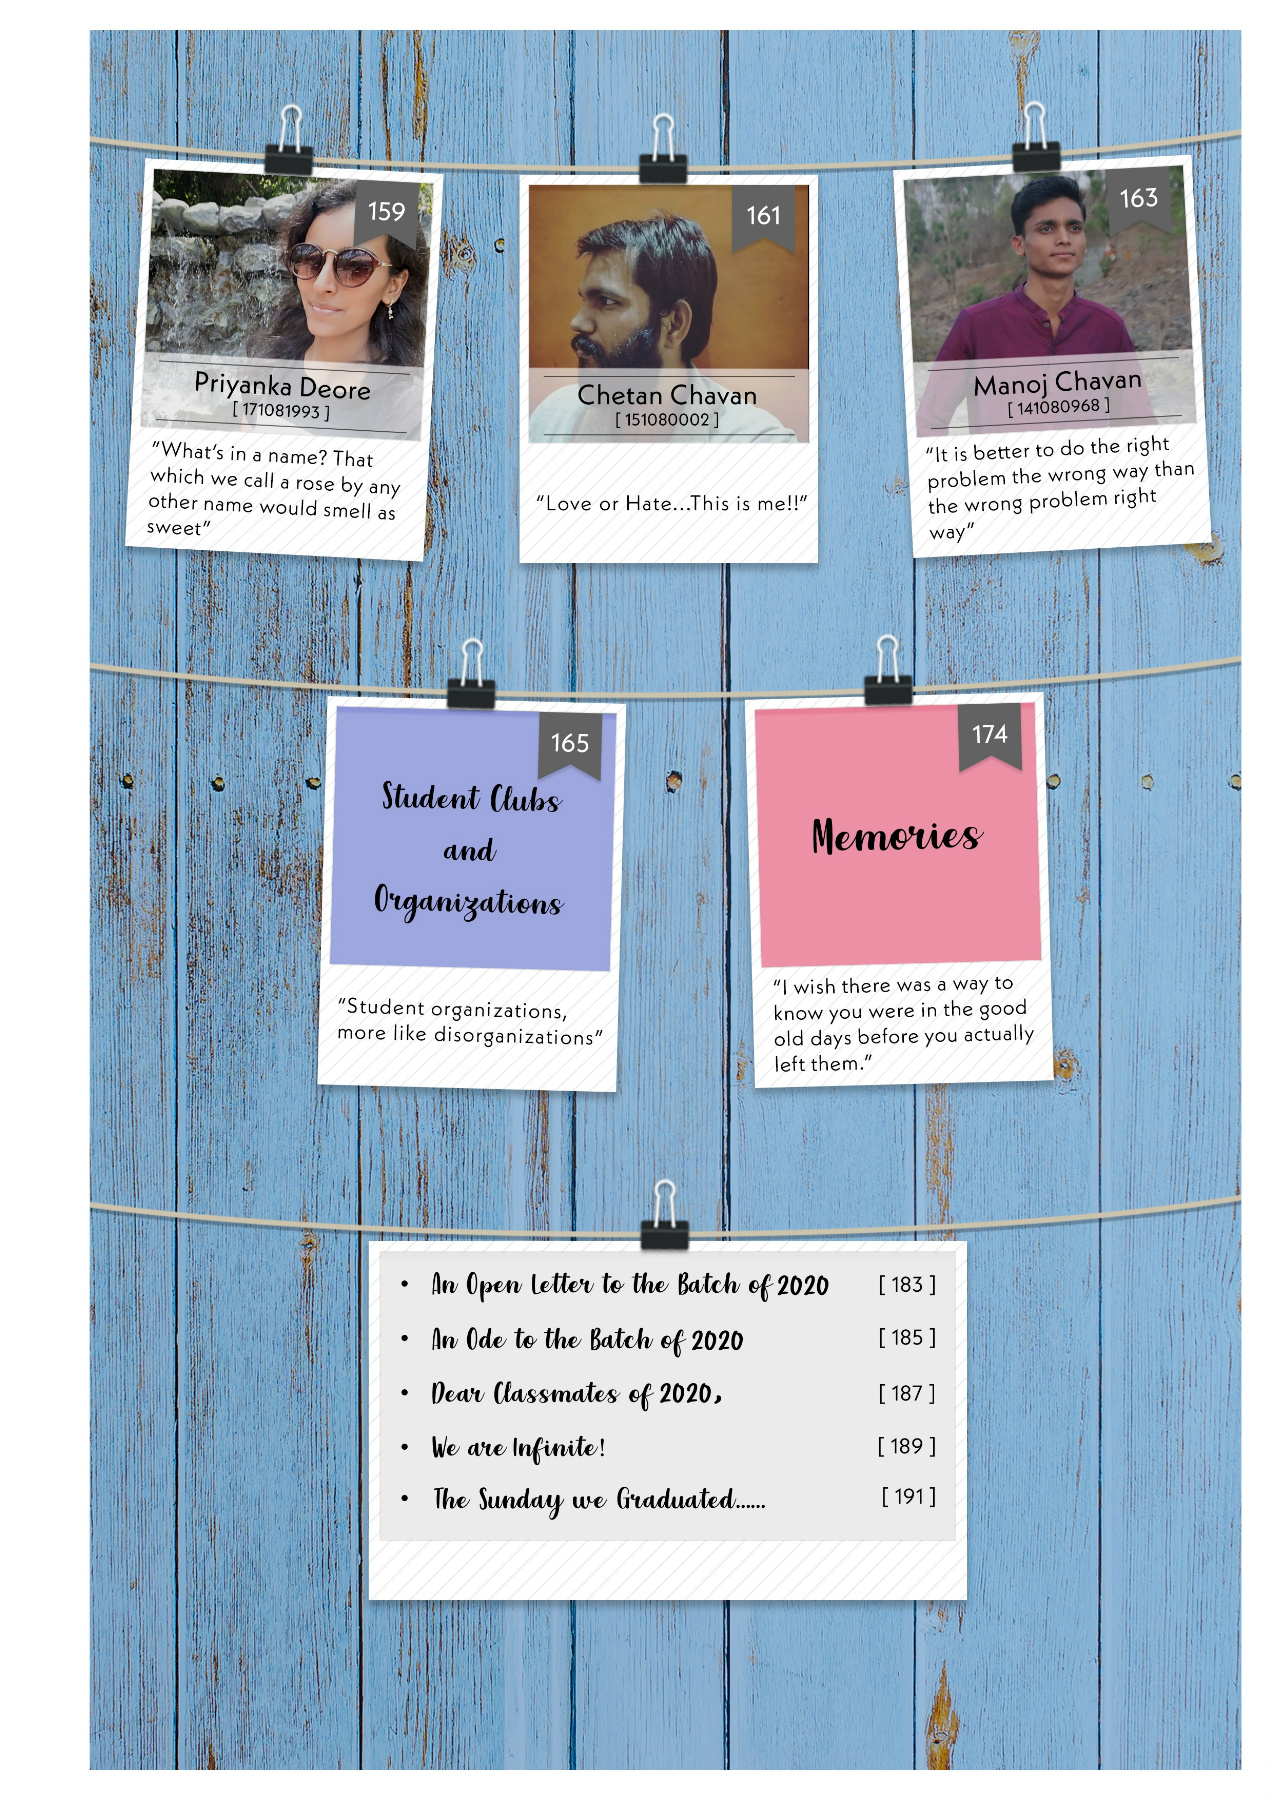 159
Priyanka Deore
[ 171081993 ]
"What's in a name? That
which we call a rose by any
other name would smell as
sweet"
161
Chetan Chavan
[ 151080002 ]
"Love or Hate...This is me!!"
163
Manoj Chavan
[ 141080968 ]
"It is better to do the right
problem the wrong way than
the wrong problem right
way"
165
Student Clubs
and
Organizations
"Student organizations,
more like disorganizations"
174
Memories
"I wish there was a way to
know you were in the good
old days before you actually
left them."
• An Open Letter to the Batch of 2020 [ 183 ]
• An Ode to the Batch of 2020 [ 185 ]
• Dear Classmates of 2020, [ 187 ]
• We are Infinite! [ 189 ]
• The Sunday we Graduated...... [ 191 ]